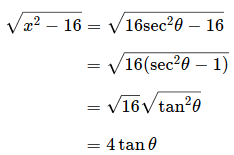 √(x² − 16) = √(16sec²θ − 16)
= √(16(sec²θ − 1))
= √16 √(tan²θ)
= 4 tan θ